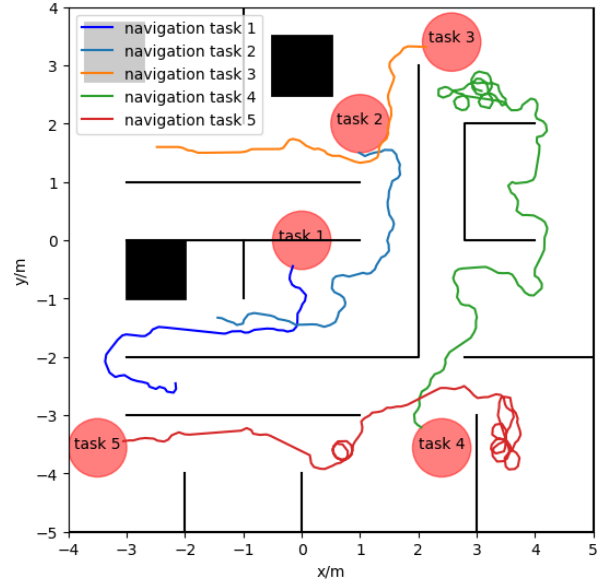 navigation task 1
navigation task 2
navigation task 3
navigation task 4
navigation task 5
task 3
task 2
task 1
task 5
task 4
4
3
2
1
0
−1
−2
−3
−4
−5
y/m
−4 −3 −2 −1 0 1 2 3 4 5
x/m